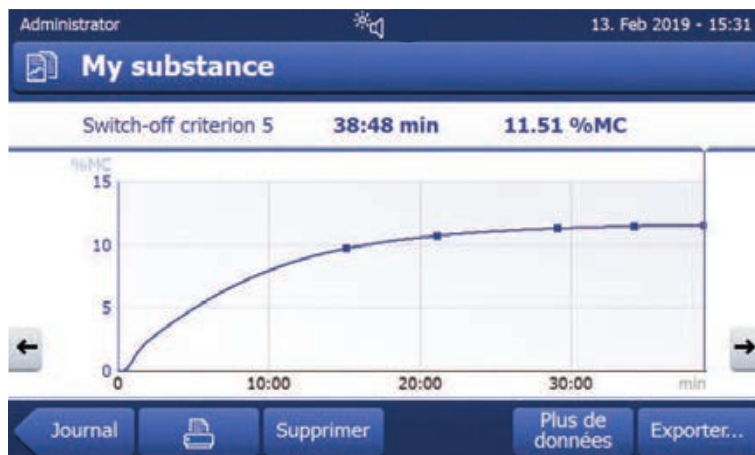 Administrator 13. Feb 2019 - 15:31
My substance
Switch-off criterion 5 38:48 min 11.51 %MC
%MC
15
10
5
0
0 10:00 20:00 30:00 min
Journal Supprimer Plus de données Exporter...